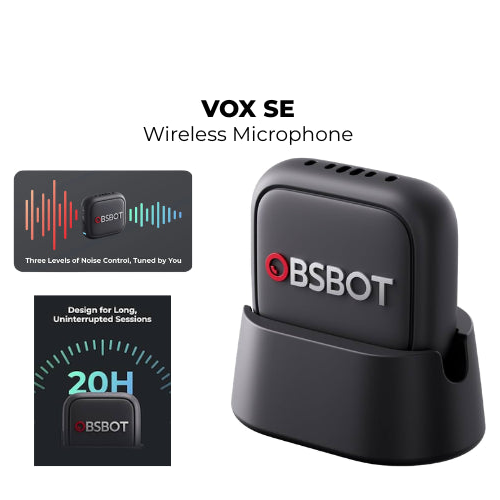 VOX SE
Wireless Microphone
OBSBOT
Three Levels of Noise Control, Tuned by You
OBSBOT
Design for Long,
Uninterrupted Sessions
20H
OBSBOT